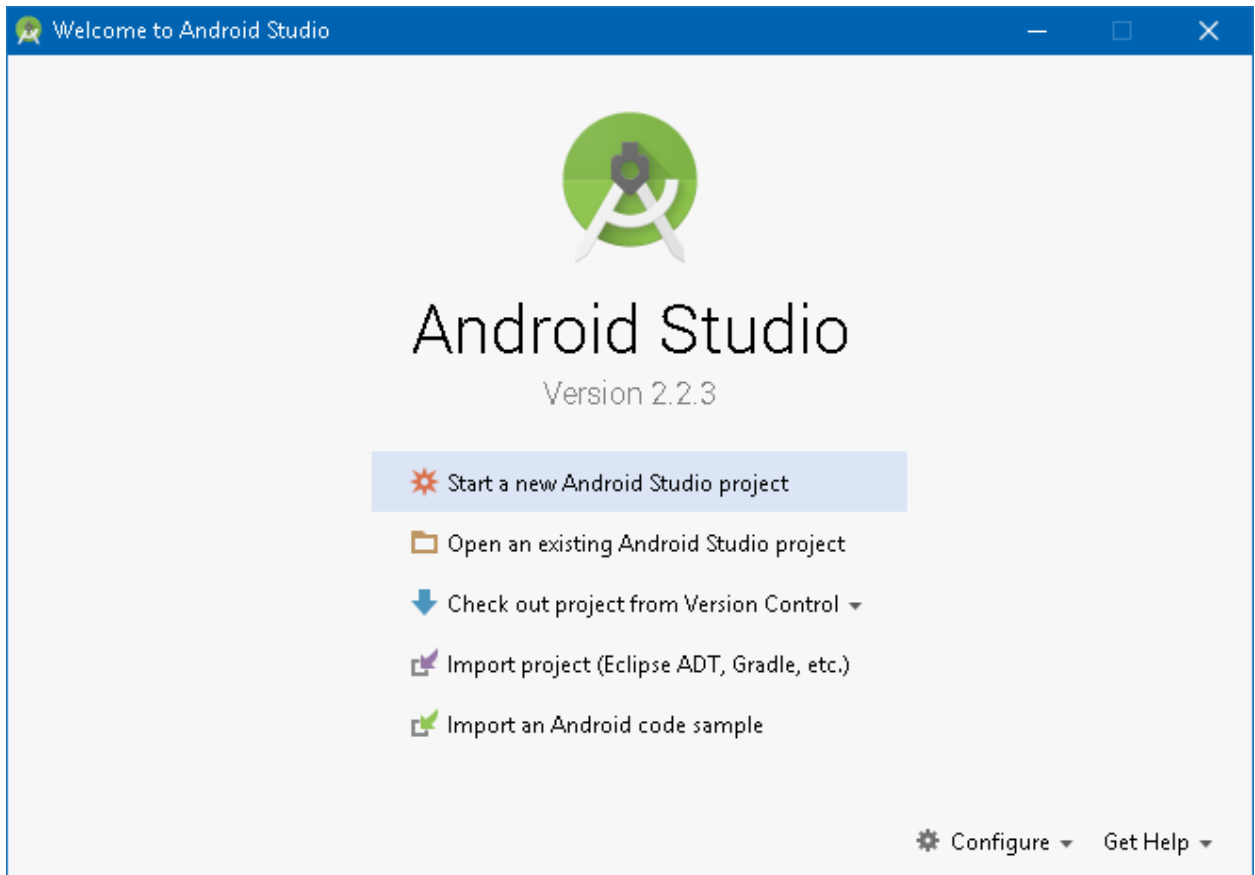 Welcome to Android Studio
Android Studio
Version 2.2.3
Start a new Android Studio project
Open an existing Android Studio project
Check out project from Version Control
Import project (Eclipse ADT, Gradle, etc.)
Import an Android code sample
Configure Get Help